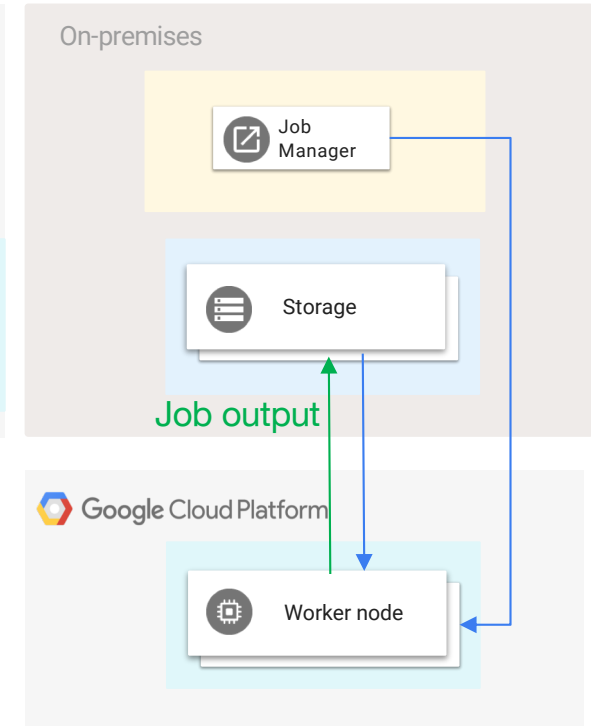 On-premises
Job
Manager
Storage
Job output
Google Cloud Platform
Worker node